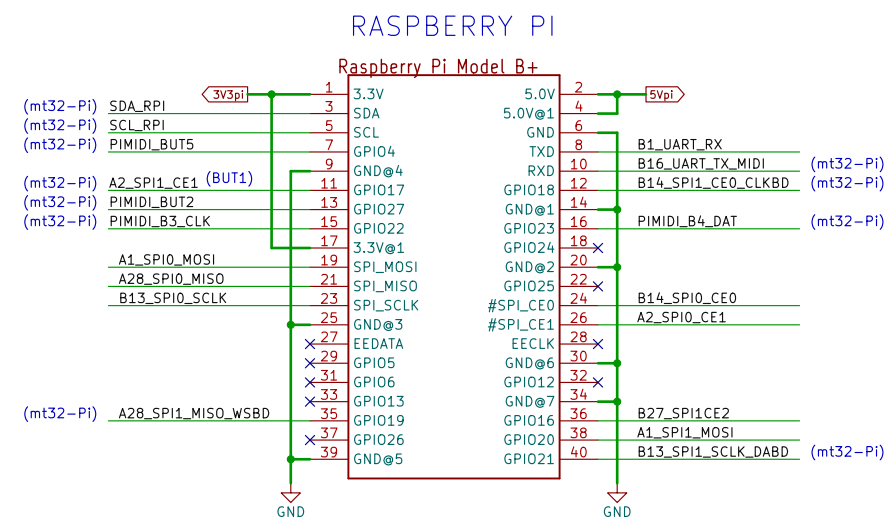 RASPBERRY PI
Raspberry Pi Model B+
3V3pi 1 3.3V 5.0V 2 5Vpi
(mt32-Pi) SDA_RPI 3 SDA 5.0V@1 4
(mt32-Pi) SCL_RPI 5 SCL GND 6
(mt32-Pi) PIMIDI_BUT5 7 GPIO4 TXD 8 B1_UART_RX
9 GND@4 RXD 10 B16_UART_TX_MIDI (mt32-Pi)
(mt32-Pi) A2_SPI1_CE1 (BUT1) 11 GPIO17 GPIO18 12 B14_SPI1_CE0_CLKBD (mt32-Pi)
(mt32-Pi) PIMIDI_BUT2 13 GPIO27 GND@1 14
(mt32-Pi) PIMIDI_B3_CLK 15 GPIO22 GPIO23 16 PIMIDI_B4_DAT (mt32-Pi)
17 3.3V@1 GPIO24 18
A1_SPI0_MOSI 19 SPI_MOSI GND@2 20
A28_SPI0_MISO 21 SPI_MISO GPIO25 22
B13_SPI0_SCLK 23 SPI_SCLK #SPI_CE0 24 B14_SPI0_CE0
25 GND@3 #SPI_CE1 26 A2_SPI0_CE1
27 EEDATA EECLK 28
29 GPIO5 GND@6 30
31 GPIO6 GPIO12 32
33 GPIO13 GND@7 34
(mt32-Pi) A28_SPI1_MISO_WSBD 35 GPIO19 GPIO16 36 B27_SPI1CE2
37 GPIO26 GPIO20 38 A1_SPI1_MOSI
39 GND@5 GPIO21 40 B13_SPI1_SCLK_DABD (mt32-Pi)
GND GND